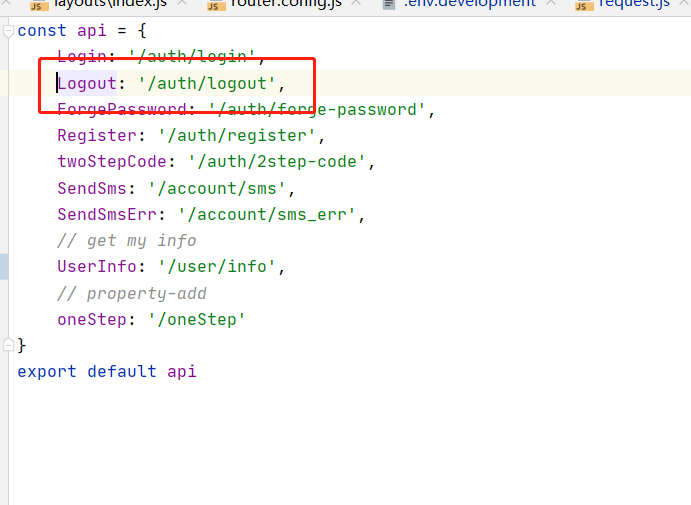 layouts\index.js
router.config.js
.env.development
request.js
const api = {
Login: '/auth/login',
Logout: '/auth/logout',
ForgePassword: '/auth/forge-password',
Register: '/auth/register',
twoStepCode: '/auth/2step-code',
SendSms: '/account/sms',
SendSmsErr: '/account/sms_err',
// get my info
UserInfo: '/user/info',
// property-add
oneStep: '/oneStep'
}
export default api